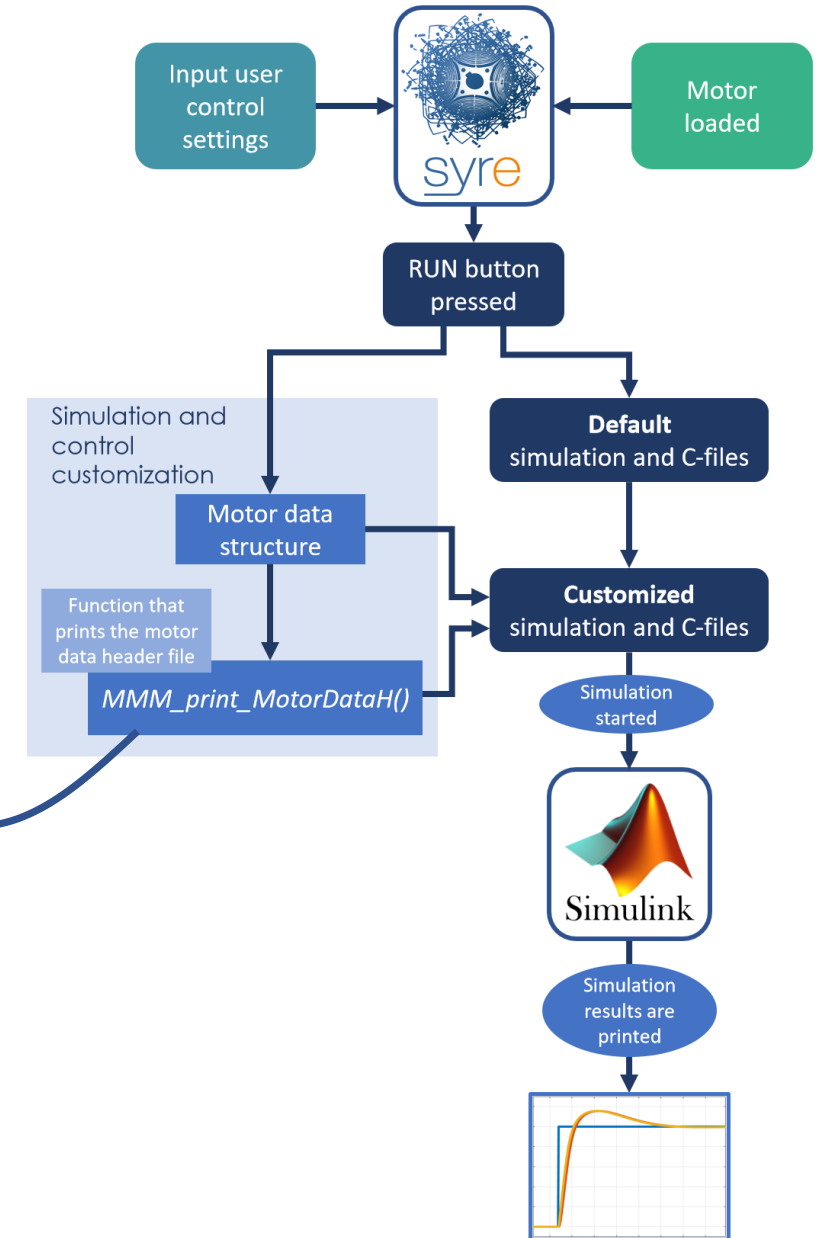 Input user
control
settings
syre
Motor
loaded
RUN button
pressed
Simulation and
control
customization
Default
simulation and C-files
Motor data
structure
Customized
simulation and C-files
Function that
prints the motor
data header file
MMM_print_MotorDataH()
Simulation
started
Simulink
Simulation
results are
printed